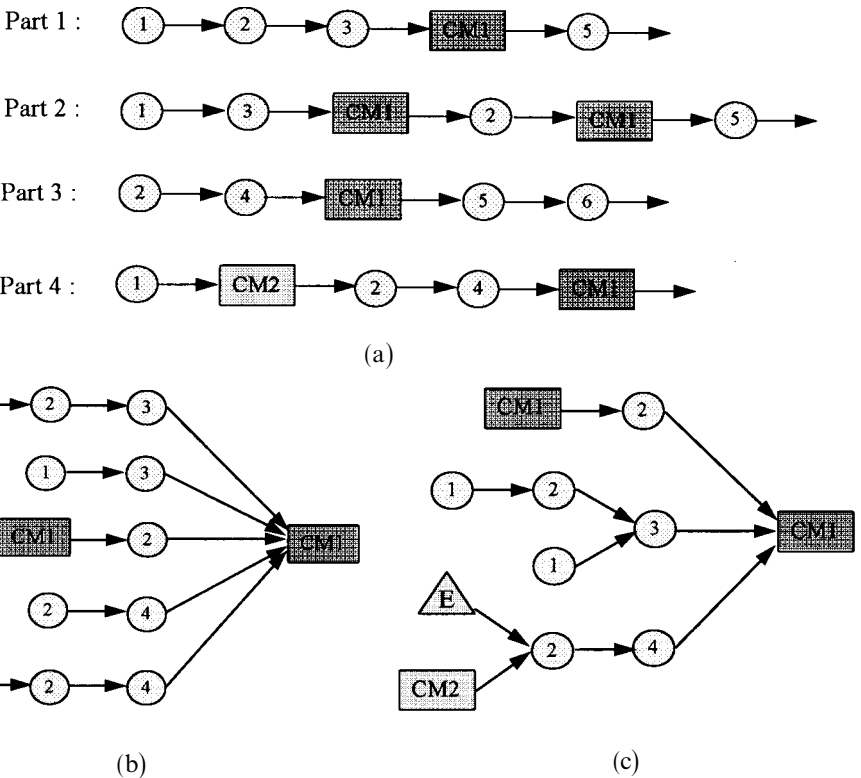 Part 1 : 1 2 3 CM1 5
Part 2 : 1 3 CM1 2 CM1 5
Part 3 : 2 4 CM1 5 6
Part 4 : 1 CM2 2 4 CM1
(a)
2 3
1 3
CM1 2 CM1
2 4
2 4
(b)
CM1 2
1 2
3 CM1
1
E
2 4
CM2
(c)